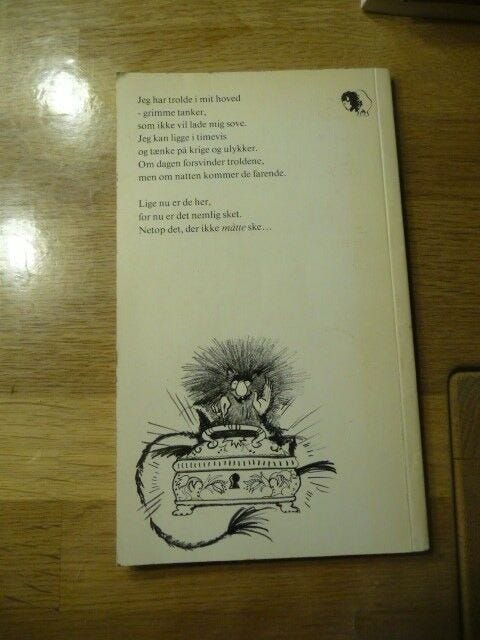 Jeg har trolde i mit hoved
- grimme tanker,
som ikke vil lade mig sove.
Jeg kan ligge i timevis
og tænke på krige og ulykker.
Om dagen forsvinder troldene,
men om natten kommer de farende.
Lige nu er de her,
for nu er det nemlig sket.
Netop det, der ikke måtte ske...